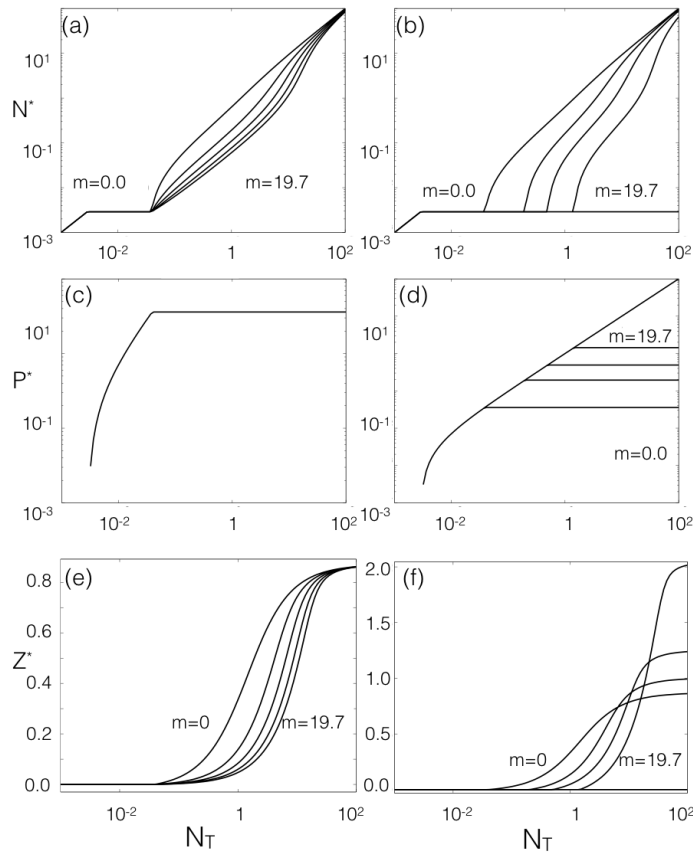 (a)
(b)
10¹
10¹
N*
10⁻¹
10⁻¹
m=0.0
m=19.7
m=0.0
m=19.7
10⁻³
10⁻³
10⁻²
1
10²
10⁻²
1
10²
(c)
(d)
10¹
10¹
m=19.7
P*
10⁻¹
10⁻¹
m=0.0
10⁻³
10⁻³
10⁻²
1
10²
10⁻²
1
10²
(e)
(f)
0.8
2.0
0.6
1.5
Z*
0.4
1.0
m=0
m=19.7
0.2
0.5
m=0
m=19.7
0.0
0.0
10⁻²
1
10²
10⁻²
1
10²
N_T
N_T